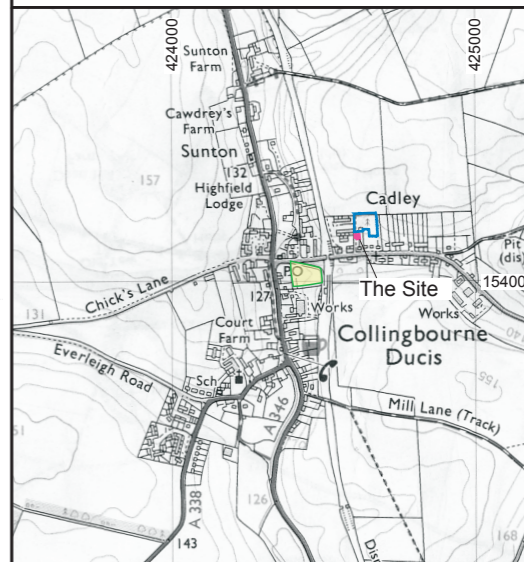 424000
425000
Sunton
Farm
Cawdrey's
Farm
Sunton
132
Highfield
Lodge
157
Cadley
Pit
(dis)
PO
Chick's Lane
131
127
The Site
15400
Works
Works
140
Court
Farm
Collingbourne
Ducis
Everleigh Road
155
Sch
A 346
Mill Lane (Track)
A 338
126
143
168